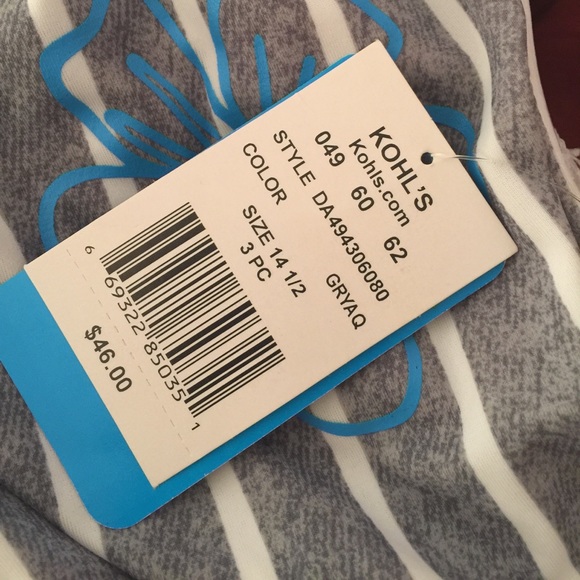 KOHL'S
Kohls.com
049 60 62
STYLE DA494306080
COLOR GRYAQ
SIZE 14 1/2
3 PC
6 69322 85035 1
$46.00